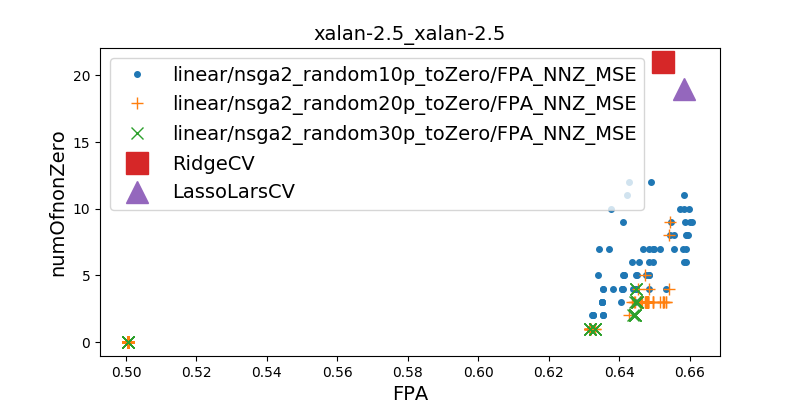 xalan-2.5_xalan-2.5
linear/nsga2_random10p_toZero/FPA_NNZ_MSE
linear/nsga2_random20p_toZero/FPA_NNZ_MSE
linear/nsga2_random30p_toZero/FPA_NNZ_MSE
RidgeCV
LassoLarsCV
numOfnonZero
20
15
10
5
0
0.50 0.52 0.54 0.56 0.58 0.60 0.62 0.64 0.66
FPA